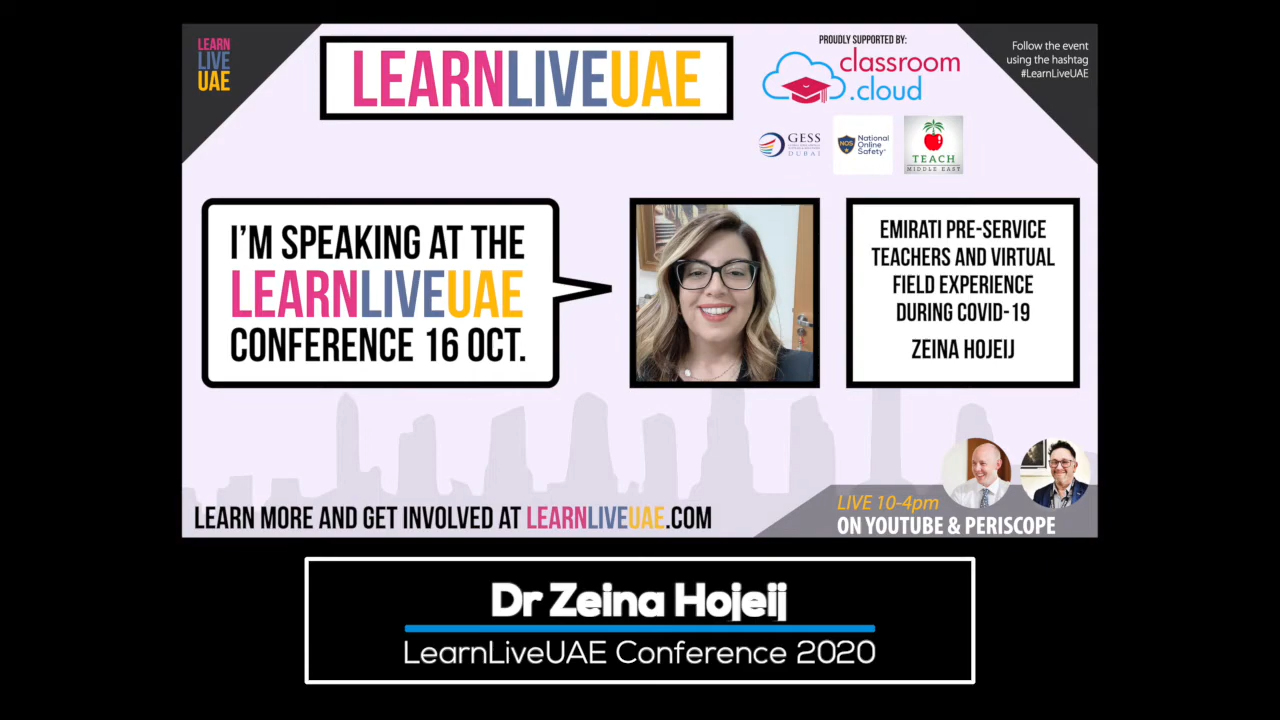 LEARN
LIVE
UAE
LEARNLIVEUAE
PROUDLY SUPPORTED BY:
classroom
.cloud
Follow the event
using the hashtag
#LearnLiveUAE
GESS
DUBAI
NOS
National
Online
Safety
TEACH
MIDDLE EAST
I'M SPEAKING AT THE
LEARNLIVEUAE
CONFERENCE 16 OCT.
EMIRATI PRE-SERVICE
TEACHERS AND VIRTUAL
FIELD EXPERIENCE
DURING COVID-19
ZEINA HOJEIJ
LEARN MORE AND GET INVOLVED AT LEARNLIVEUAE.COM
LIVE 10-4pm
ON YOUTUBE & PERISCOPE
Dr Zeina Hojeij
LearnLiveUAE Conference 2020